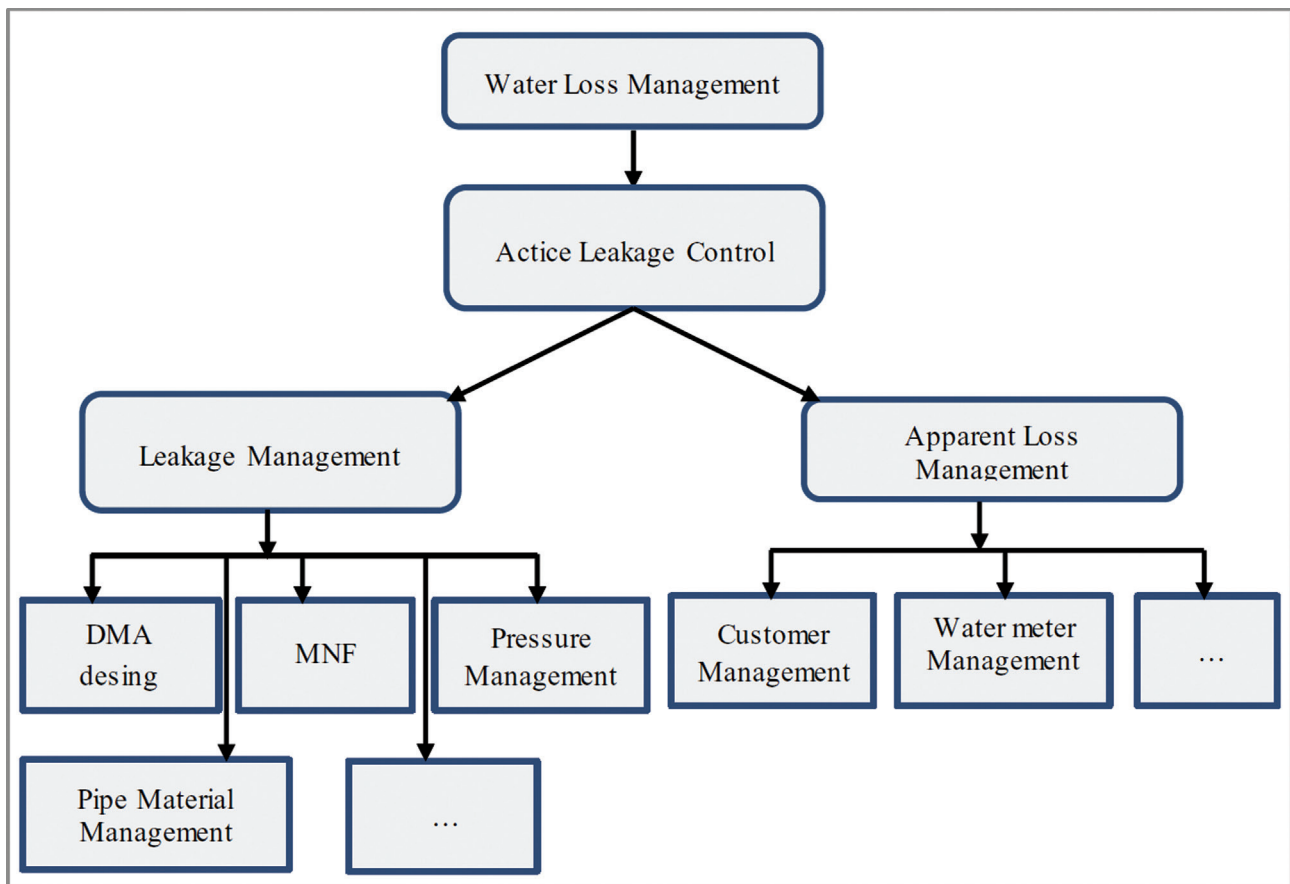 Water Loss Management
Actice Leakage Control
Leakage Management
Apparent Loss
Management
DMA
desing
MNF
Pressure
Management
Customer
Management
Water meter
Management
…
Pipe Material
Management
…